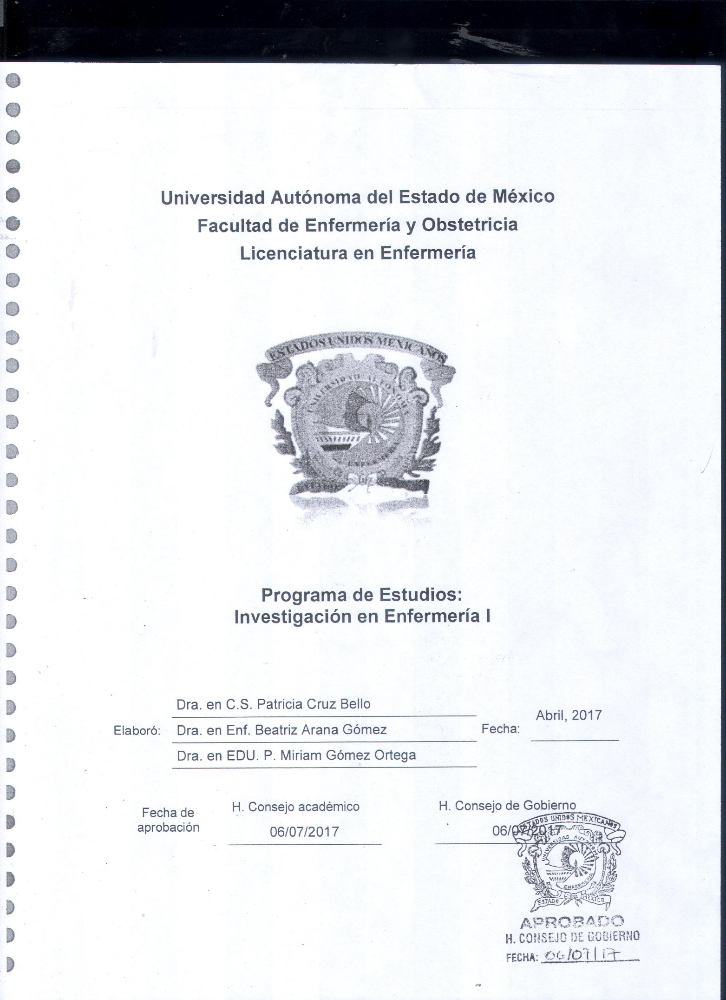 Universidad Autónoma del Estado de México
Facultad de Enfermería y Obstetricia
Licenciatura en Enfermería
ESTADOS UNIDOS MEXICANOS
UNIVERSIDAD AUTONOMA
ENFERMERIA
ESTADO
Programa de Estudios:
Investigación en Enfermería I
Elaboró:
Dra. en C.S. Patricia Cruz Bello
Dra. en Enf. Beatriz Arana Gómez
Dra. en EDU. P. Miriam Gómez Ortega
Fecha:
Abril, 2017
Fecha de
aprobación
H. Consejo académico
06/07/2017
H. Consejo de Gobierno
06/07/2017
ESTADOS UNIDOS MEXICANOS
UNIVERSIDAD AUTONOMA
ENFERMERIA
ESTADO DEL MEXICO
APROBADO
H. CONSEJO DE GOBIERNO
FECHA: 06/07/17